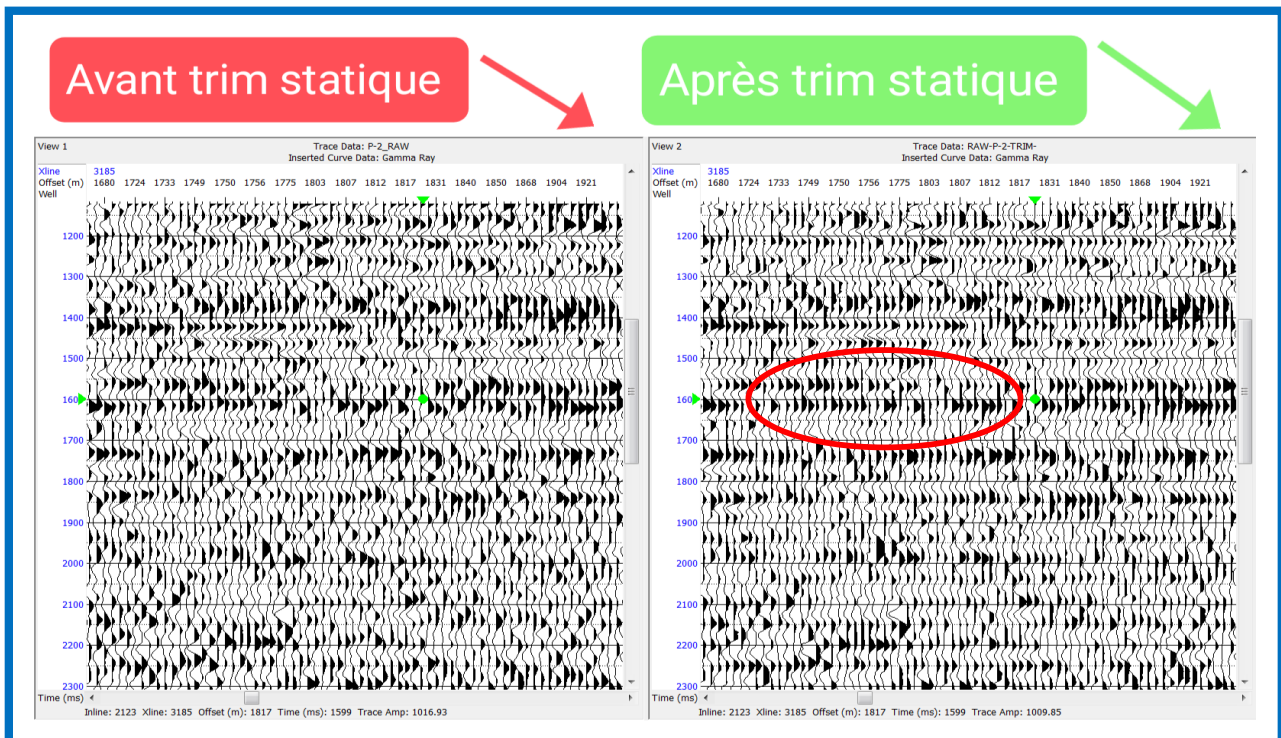 Avant trim statique
Après trim statique
View 1
Trace Data: P-2_RAW
Inserted Curve Data: Gamma Ray
Xline 3185
Offset (m) 1680 1724 1733 1749 1750 1756 1775 1803 1807 1812 1817 1831 1840 1850 1868 1904 1921
Well
1200
1300
1400
1500
1600
1700
1800
1900
2000
2100
2200
2300
Time (ms)
Inline: 2123 Xline: 3185 Offset (m): 1817 Time (ms): 1599 Trace Amp: 1016.93
View 2
Trace Data: RAW-P-2-TRIM-
Inserted Curve Data: Gamma Ray
Xline 3185
Offset (m) 1680 1724 1733 1749 1750 1756 1775 1803 1807 1812 1817 1831 1840 1850 1868 1904 1921
Well
1200
1300
1400
1500
1600
1700
1800
1900
2000
2100
2200
2300
Time (ms)
Inline: 2123 Xline: 3185 Offset (m): 1817 Time (ms): 1599 Trace Amp: 1009.85